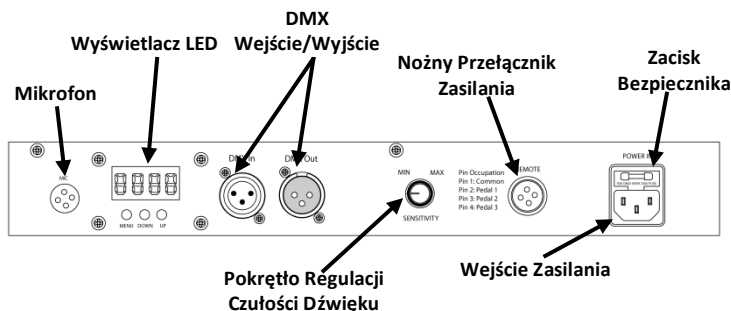 DMX
Wejście/Wyjście
Wyświetlacz LED
Nożny Przełącznik
Zasilania
Zacisk
Bezpiecznika
Mikrofon
MIC
MENU DOWN UP
DMX In
DMX Out
MIN MAX
SENSITIVITY
Pin Occupation
Pin 1: Common
Pin 2: Pedal 1
Pin 3: Pedal 2
Pin 4: Pedal 3
REMOTE
POWER IN
Pokrętło Regulacji
Czułości Dźwięku
Wejście Zasilania